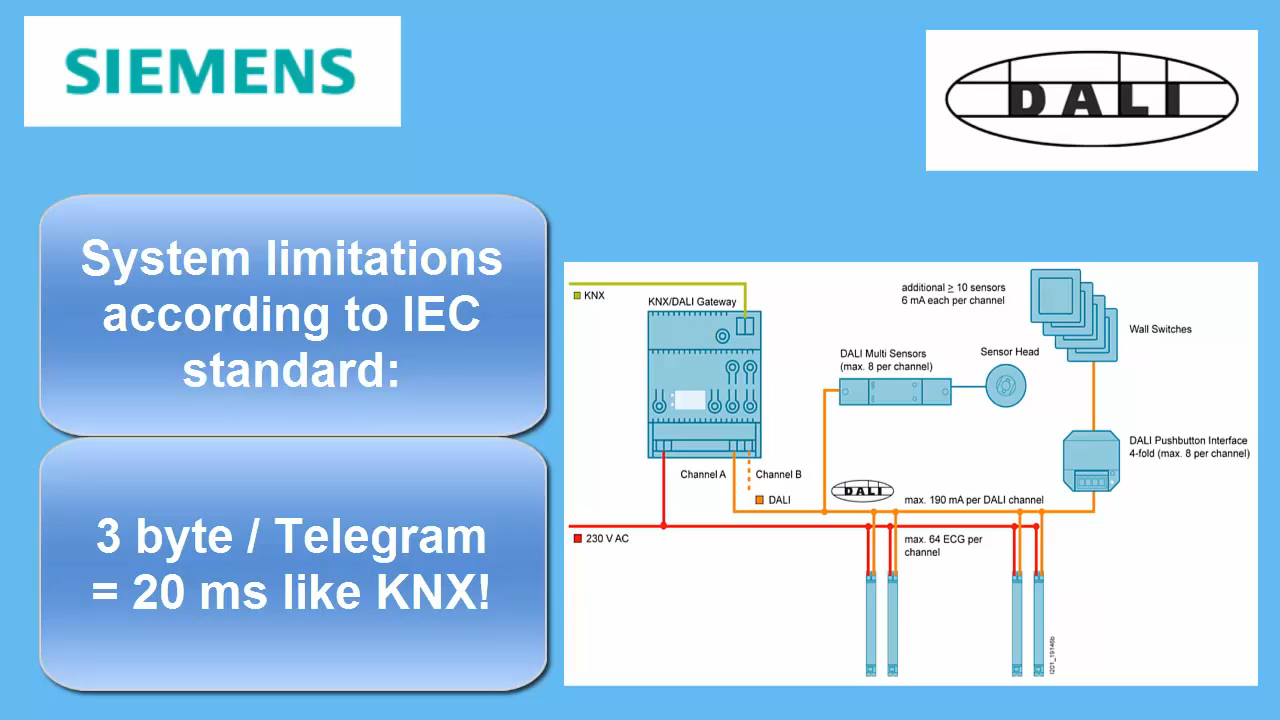 SIEMENS
DALI
System limitations
according to IEC
standard:
3 byte / Telegram
= 20 ms like KNX!
KNX
KNX/DALI Gateway
additional ≥ 10 sensors
6 mA each per channel
Wall Switches
DALI Multi Sensors
(max. 8 per channel)
Sensor Head
DALI Pushbutton Interface
4-fold (max. 8 per channel)
Channel A
Channel B
DALI
DALI
max. 190 mA per DALI channel
230 V AC
max. 64 ECG per
channel
I201_19146b